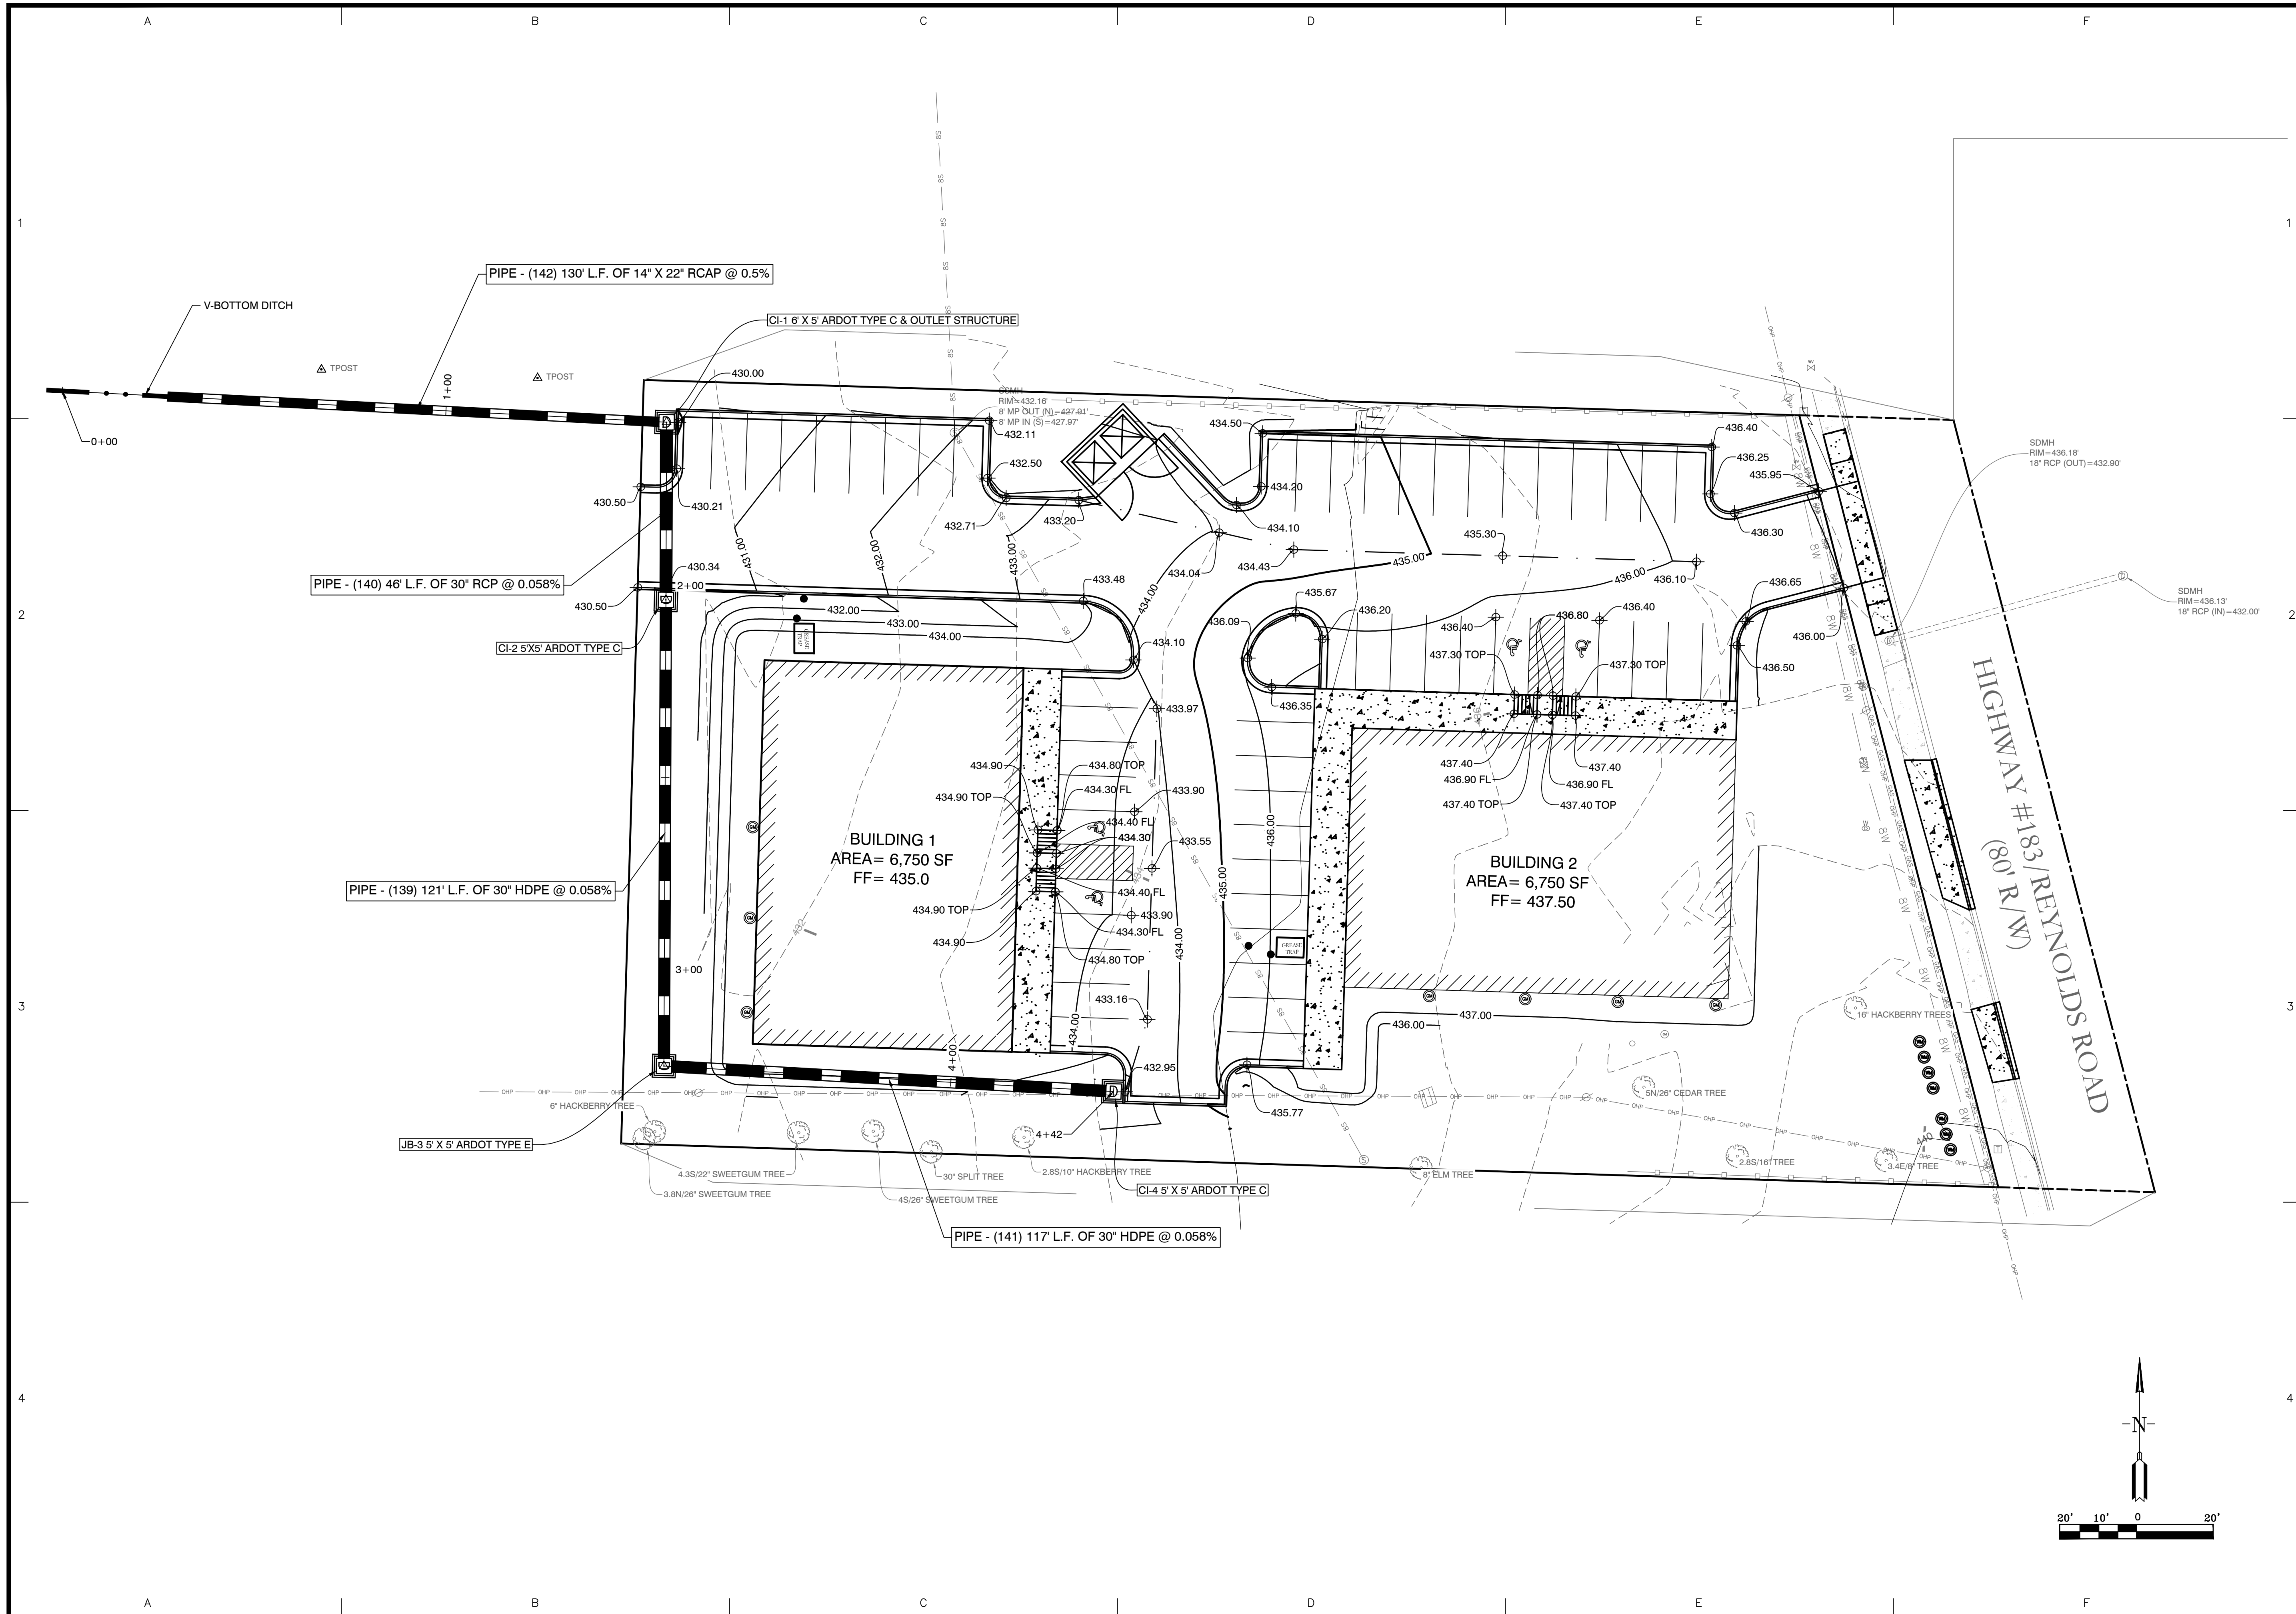 A
B
C
D
E
F
1
1
PIPE - (142) 130' L.F. OF 14" X 22" RCAP @ 0.5%
V-BOTTOM DITCH
CI-1 6' X 5' ARDOT TYPE C & OUTLET STRUCTURE
TPOST
TPOST
1+00
0+00
430.00
SSMH
RIM=432.16'
8' MP OUT (N)=427.91'
8' MP IN (S)=427.97'
432.11
434.50
436.40
436.25
435.95
SDMH
RIM=436.18'
18" RCP (OUT)=432.90'
432.50
430.50
430.21
434.20
432.71
433.20
434.10
435.30
436.30
431.00
432.00
433.00
434.04
434.43
435.00
436.00
436.10
PIPE - (140) 46' L.F. OF 30" RCP @ 0.058%
430.34
2+00
430.50
433.48
434.00
435.67
436.65
SDMH
RIM=436.13'
18" RCP (IN)=432.00'
2
2
432.00
433.00
434.00
436.09
436.20
436.40
436.80
436.40
436.00
GREASE
TRAP
CI-2 5'X5' ARDOT TYPE C
434.10
437.30 TOP
437.30 TOP
436.50
433.97
436.35
434.90
434.80 TOP
437.40
437.40
434.30 FL
433.90
436.90 FL
436.90 FL
434.90 TOP
437.40 TOP
437.40 TOP
434.40 FL
434.30
433.55
436.00
BUILDING 1
AREA= 6,750 SF
FF= 435.0
BUILDING 2
AREA= 6,750 SF
FF= 437.50
PIPE - (139) 121' L.F. OF 30" HDPE @ 0.058%
434.40 FL
435.00
434.90 TOP
433.90
432
434.30 FL
434.90
434.00
434.80 TOP
GREASE
TRAP
3+00
433.16
3
3
434.00
436.00
437.00
16" HACKBERRY TREES
HIGHWAY #183/REYNOLDS ROAD
(80' R/W)
4+00
432.95
435.77
5N/26" CEDAR TREE
6" HACKBERRY TREE
4+42
440
JB-3 5' X 5' ARDOT TYPE E
4.3S/22" SWEETGUM TREE
30" SPLIT TREE
2.8S/10" HACKBERRY TREE
8" ELM TREE
2.8S/16" TREE
3.4E/8" TREE
3.8N/26" SWEETGUM TREE
4S/26" SWEETGUM TREE
CI-4 5' X 5' ARDOT TYPE C
PIPE - (141) 117' L.F. OF 30" HDPE @ 0.058%
4
4
N
20' 10' 0 20'
A
B
C
D
E
F